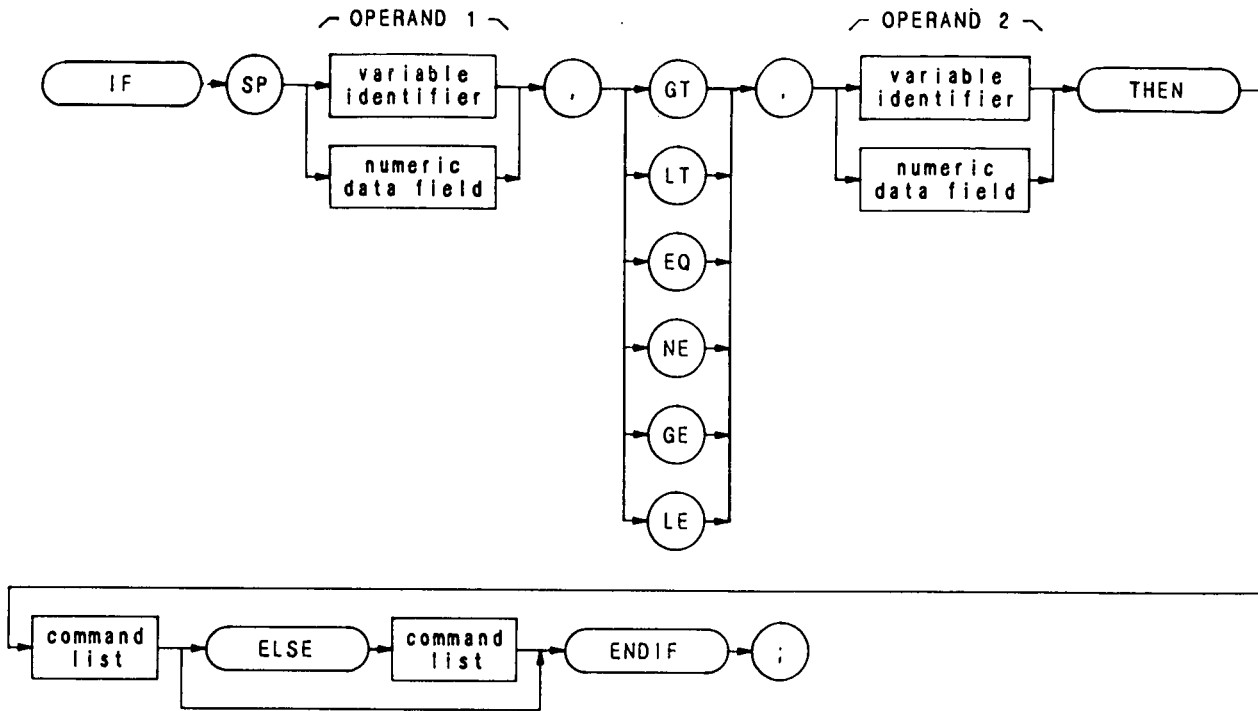 OPERAND 1
OPERAND 2
IF
SP
variable
identifier
numeric
data field
,
GT
LT
EQ
NE
GE
LE
,
variable
identifier
numeric
data field
THEN
command
list
ELSE
command
list
ENDIF
;